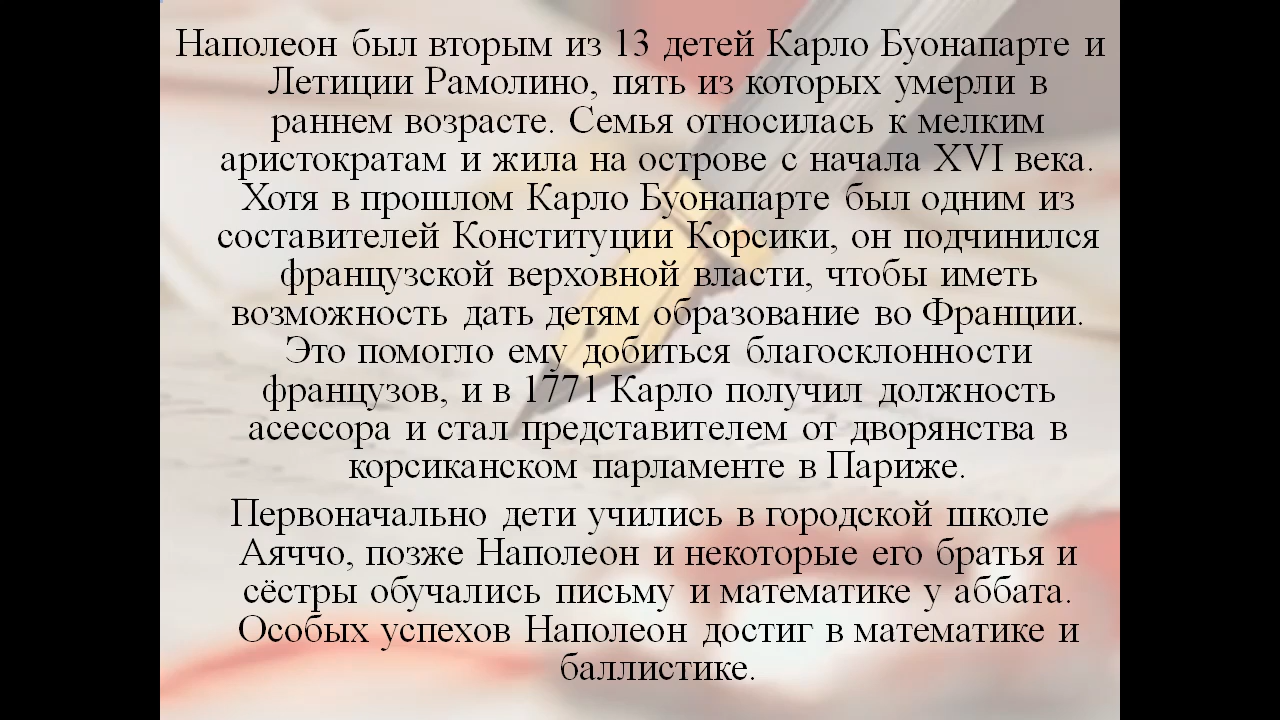 Наполеон был вторым из 13 детей Карло Буонапарте и
Летиции Рамолино, пять из которых умерли в
раннем возрасте. Семья относилась к мелким
аристократам и жила на острове с начала XVI века.
Хотя в прошлом Карло Буонапарте был одним из
составителей Конституции Корсики, он подчинился
французской верховной власти, чтобы иметь
возможность дать детям образование во Франции.
Это помогло ему добиться благосклонности
французов, и в 1771 Карло получил должность
асессора и стал представителем от дворянства в
корсиканском парламенте в Париже.
Первоначально дети учились в городской школе
Аяччо, позже Наполеон и некоторые его братья и
сёстры обучались письму и математике у аббата.
Особых успехов Наполеон достиг в математике и
баллистике.